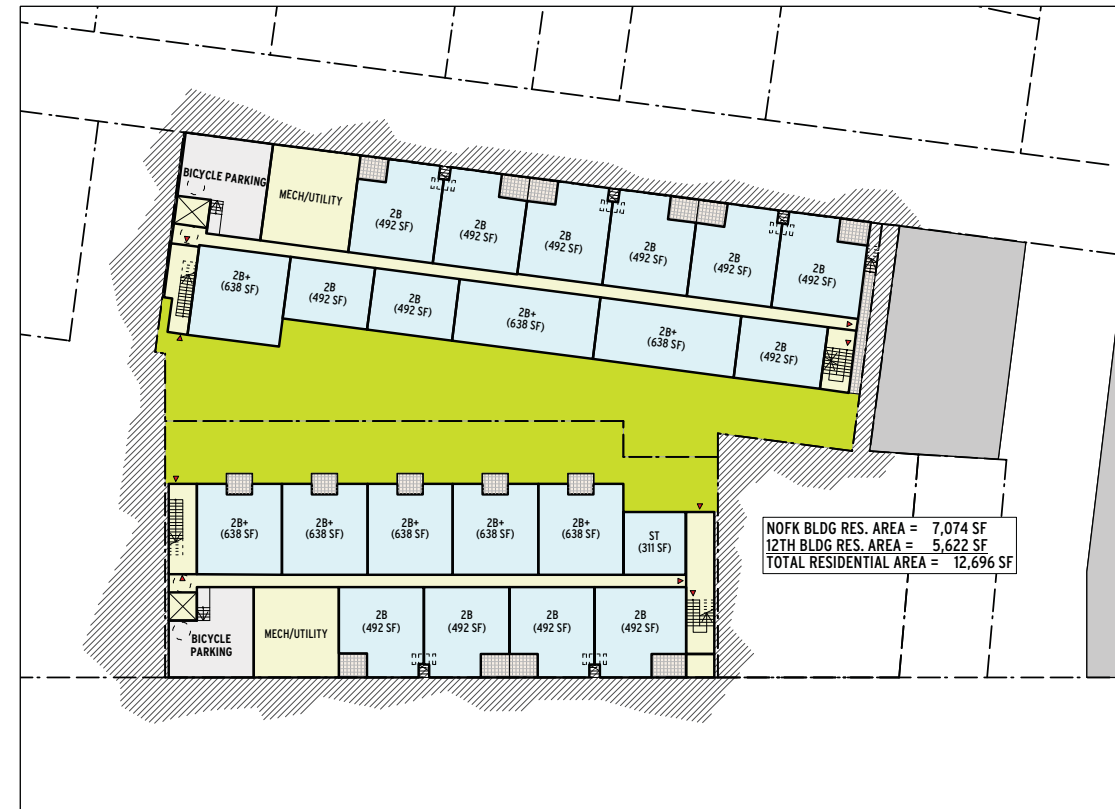 BICYCLE PARKING
MECH/UTILITY
2B
(492 SF)
2B
(492 SF)
2B
(492 SF)
2B
(492 SF)
2B
(492 SF)
2B
(492 SF)
2B+
(638 SF)
2B
(492 SF)
2B
(492 SF)
2B+
(638 SF)
2B+
(638 SF)
2B
(492 SF)
2B+
(638 SF)
2B+
(638 SF)
2B+
(638 SF)
2B+
(638 SF)
2B+
(638 SF)
ST
(311 SF)
NOFK BLDG RES. AREA = 7,074 SF
12TH BLDG RES. AREA = 5,622 SF
TOTAL RESIDENTIAL AREA = 12,696 SF
BICYCLE
PARKING
MECH/UTILITY
2B
(492 SF)
2B
(492 SF)
2B
(492 SF)
2B
(492 SF)